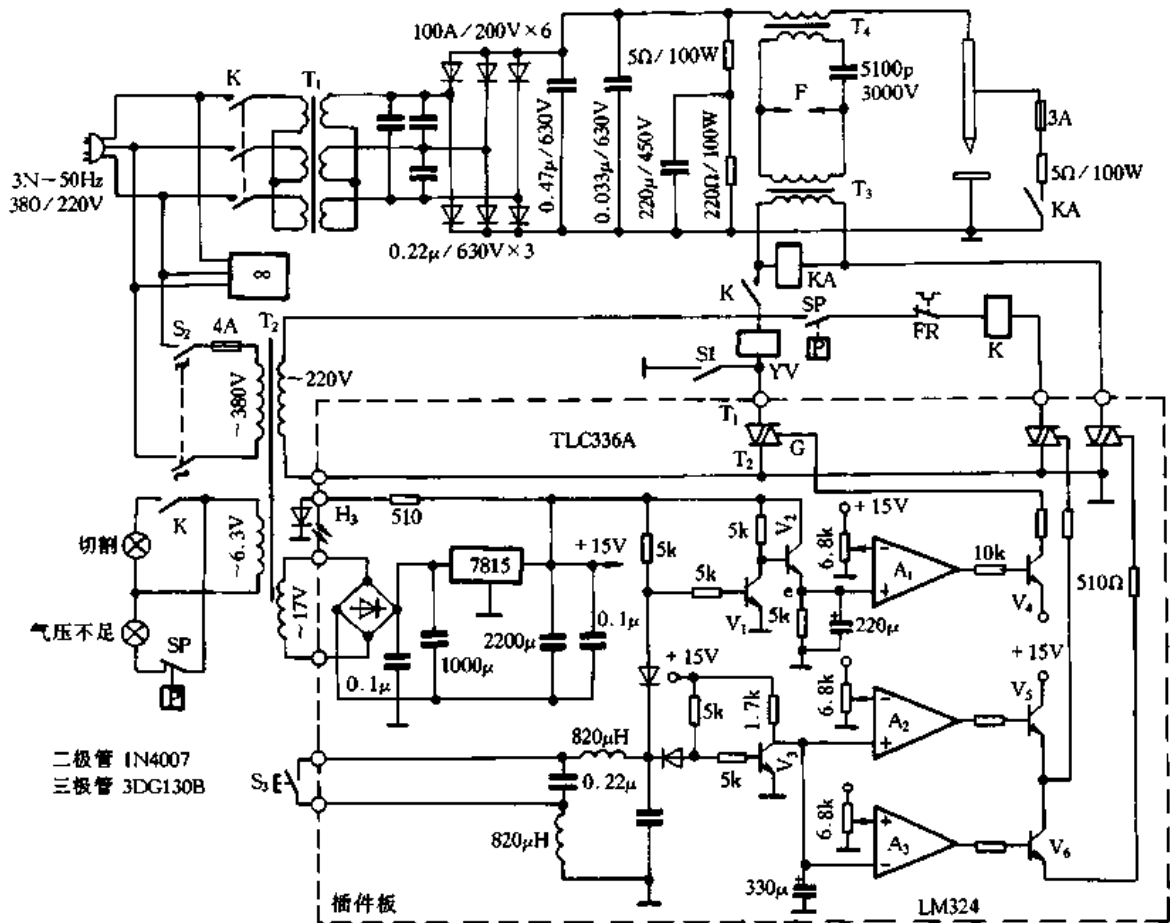 100A/200V×6
K
T₁
5Ω/100W
T₄
5100p
3000V
F
3A
3N~50Hz
380/220V
0.47μ/630V
0.033μ/630V
220μ/450V
220Ω/100W
T₃
5Ω/100W
KA
0.22μ/630V×3
∞
KA
K
SP
P
FR
K
S₂
4A
T₂
~220V
~380V
S1
YV
T₁
TLC336A
T₂
G
K
切割
~6.3V
H₃
510
5k
5k
V₂
+15V
6.8k
A₁
10k
V₄
510Ω
7815
+15V
5k
V₁
e
5k
220μ
~17V
气压不足
SP
P
0.1μ
1000μ
2200μ
0.1μ
+15V
5k
1.7k
6.8k
A₂
+15V
V₅
二极管 1N4007
三极管 3DG130B
820μH
5k
V₃
S₃
0.22μ
820μH
6.8k
A₃
V₆
330μ
插件板
LM324